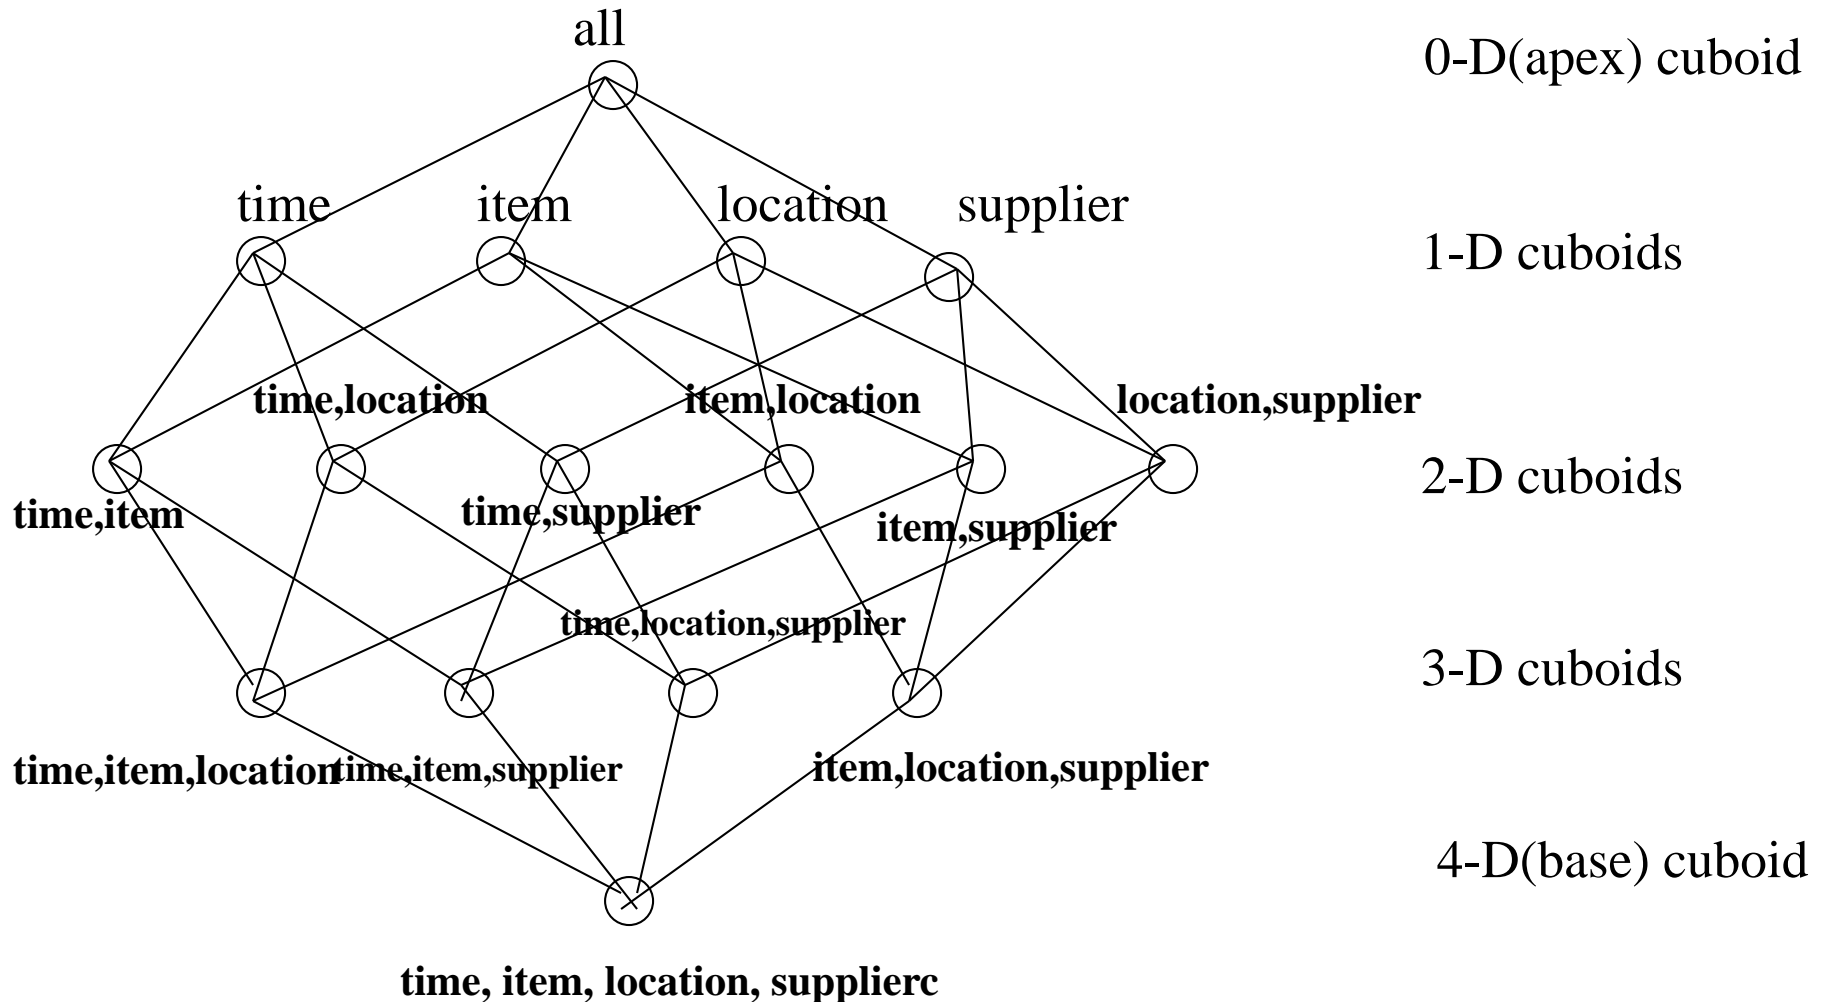 all
0-D(apex) cuboid
time
item
location
supplier
1-D cuboids
time,location
item,location
location,supplier
2-D cuboids
time,item
time,supplier
item,supplier
time,location,supplier
3-D cuboids
time,item,location
time,item,supplier
item,location,supplier
4-D(base) cuboid
time, item, location, supplierc